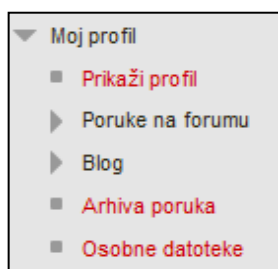 Moj profil
Prikaži profil
Poruke na forumu
Blog
Arhiva poruka
Osobne datoteke